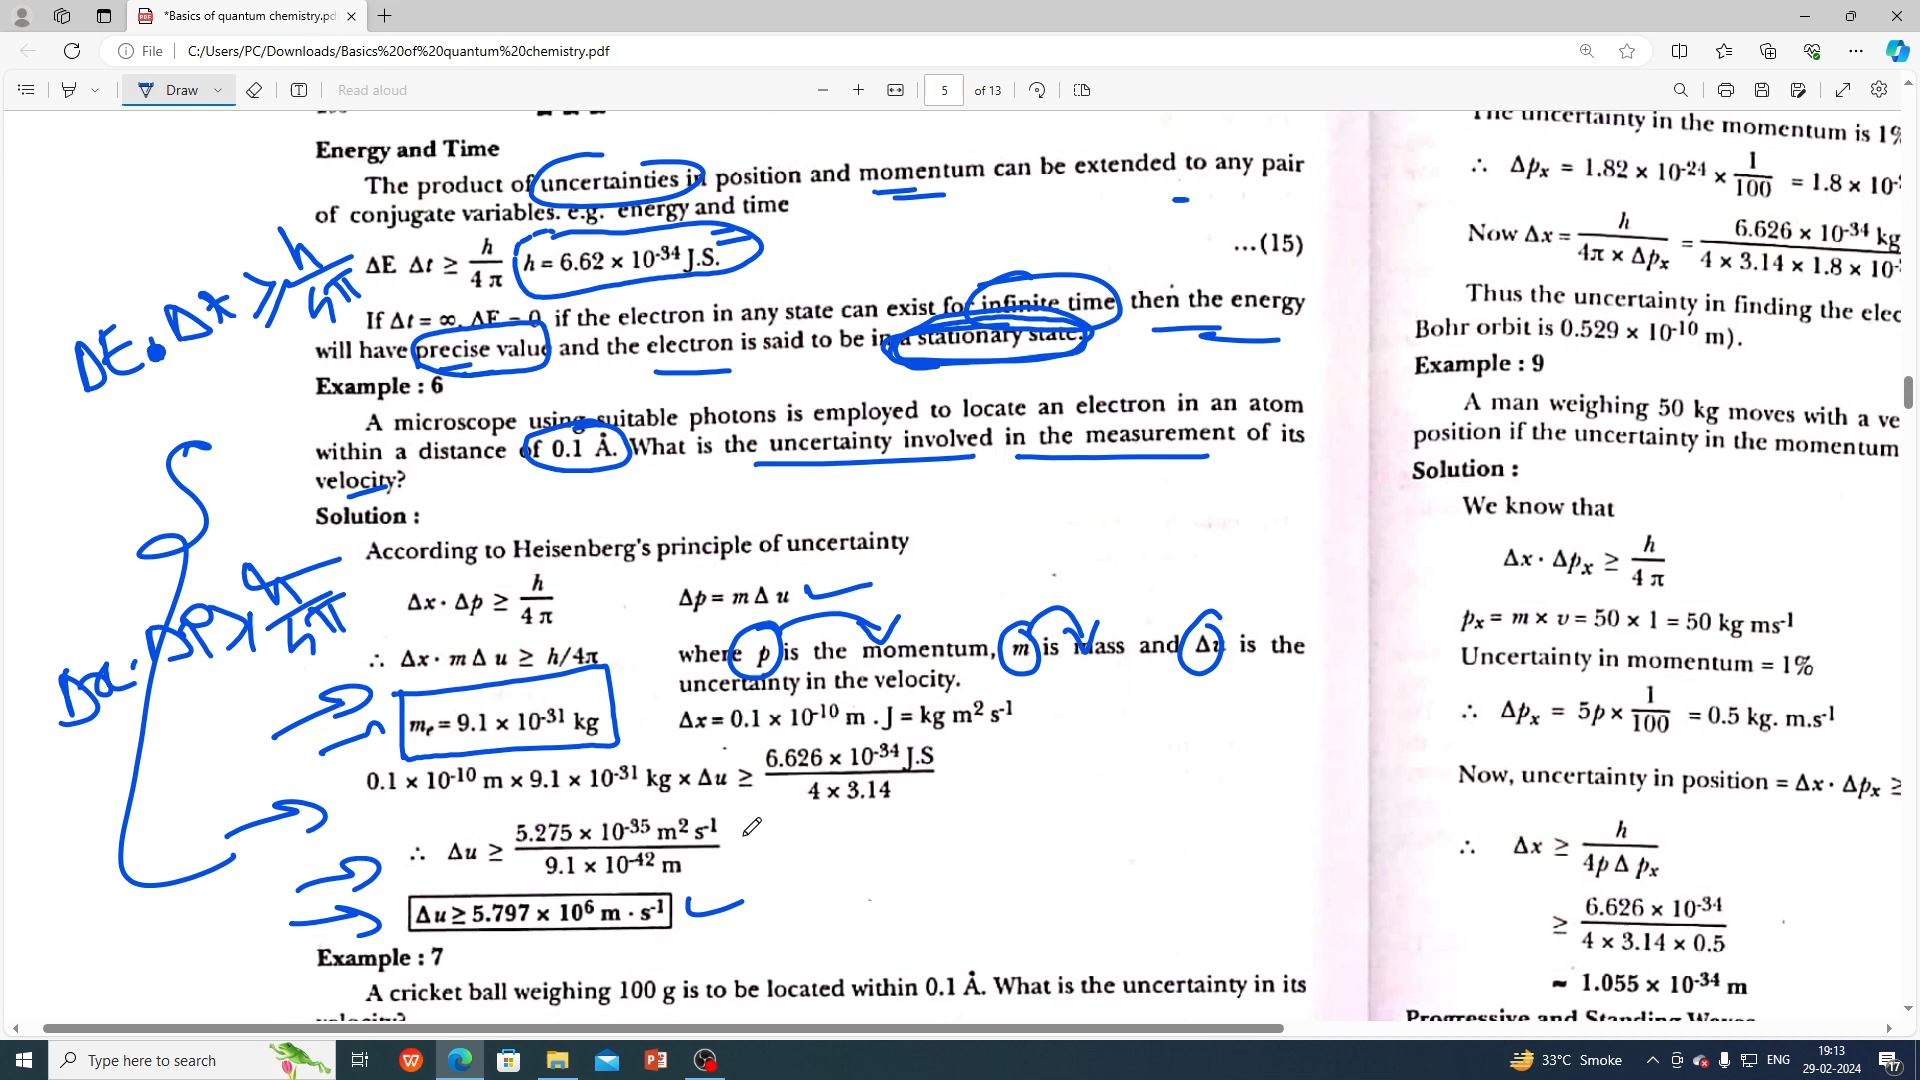 *Basics of quantum chemistry.pd
File
C:/Users/PC/Downloads/Basics%20of%20quantum%20chemistry.pdf
Draw
Read aloud
5
of 13
Energy and Time
The product of uncertainties in position and momentum can be extended to any pair
of conjugate variables. e.g. energy and time
ΔE Δt ≥ h/4 π h = 6.62 × 10⁻³⁴ J.S. ...(15)
ΔE . Δt ≥ h/4π
If Δt = ∞, ΔE = 0, if the electron in any state can exist for infinite time then the energy
will have precise value and the electron is said to be in a stationary state.
Example : 6
A microscope using suitable photons is employed to locate an electron in an atom
within a distance of 0.1 Å. What is the uncertainty involved in the measurement of its
velocity?
Solution :
According to Heisenberg's principle of uncertainty
Δx · Δp ≥ h/4 π Δp = m Δ u
where p is the momentum, m is mass and Δu is the
∴ Δx · m Δ u ≥ h/4π
uncertainty in the velocity.
mₑ = 9.1 × 10⁻³¹ kg Δx = 0.1 × 10⁻¹⁰ m . J = kg m² s⁻¹
0.1 × 10⁻¹⁰ m × 9.1 × 10⁻³¹ kg × Δu ≥ 6.626 × 10⁻³⁴ J.S / 4 × 3.14
∴ Δu ≥ 5.275 × 10⁻³⁵ m² s⁻¹ / 9.1 × 10⁻⁴² m
Δu ≥ 5.797 × 10⁶ m · s⁻¹
Example : 7
A cricket ball weighing 100 g is to be located within 0.1 Å. What is the uncertainty in its
The uncertainty in the momentum is 1%
∴ Δpₓ = 1.82 × 10⁻²⁴ × 1/100 = 1.8 × 10⁻
Now Δx = h / 4π × Δpₓ = 6.626 × 10⁻³⁴ kg / 4 × 3.14 × 1.8 × 10⁻
Thus the uncertainty in finding the elec
Bohr orbit is 0.529 × 10⁻¹⁰ m).
Example : 9
A man weighing 50 kg moves with a ve
position if the uncertainty in the momentum
Solution :
We know that
Δx · Δpₓ ≥ h/4 π
pₓ = m × v = 50 × 1 = 50 kg ms⁻¹
Uncertainty in momentum = 1%
∴ Δpₓ = 5p × 1/100 = 0.5 kg. m.s⁻¹
Now, uncertainty in position = Δx · Δpₓ ≥
∴ Δx ≥ h / 4p Δ pₓ
≥ 6.626 × 10⁻³⁴ / 4 × 3.14 × 0.5
≈ 1.055 × 10⁻³⁴ m
Progressive and Standing Waves
Type here to search
33°C Smoke
ENG
19:13
29-02-2024
17